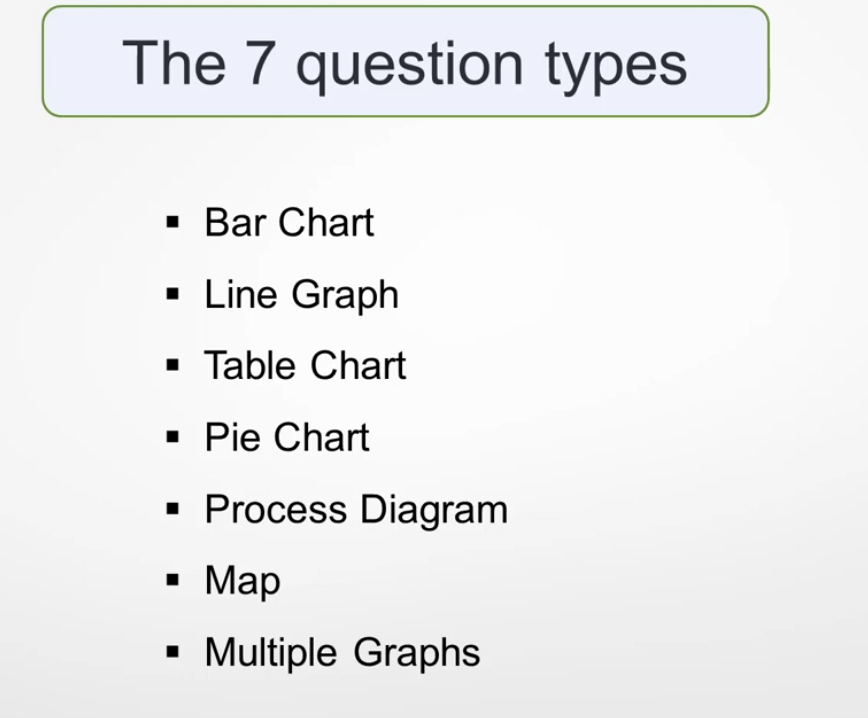 The 7 question types
▪ Bar Chart
▪ Line Graph
▪ Table Chart
▪ Pie Chart
▪ Process Diagram
▪ Map
▪ Multiple Graphs